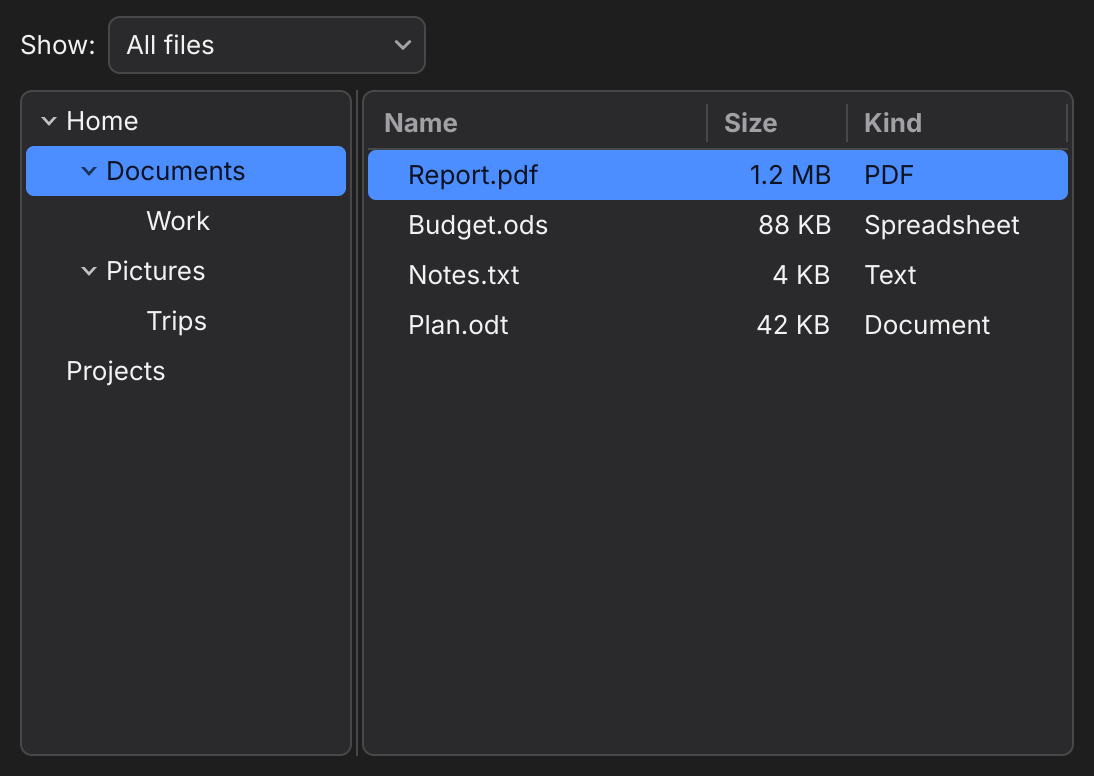 Show: All files
Home
Documents
Work
Pictures
Trips
Projects
Name Size Kind
Report.pdf 1.2 MB PDF
Budget.ods 88 KB Spreadsheet
Notes.txt 4 KB Text
Plan.odt 42 KB Document